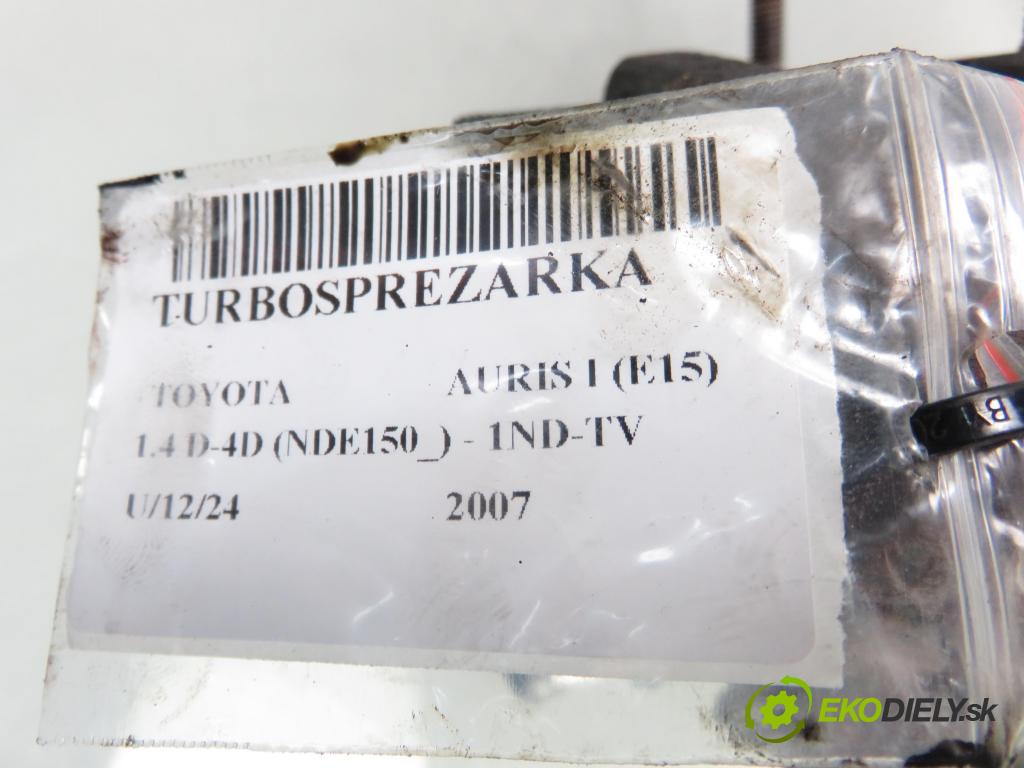 TURBOSPREZARKA
TOYOTA AURIS I (E15)
1.4 D-4D (NDE150_) - 1ND-TV
U/12/24 2007
EKODIELY.sk